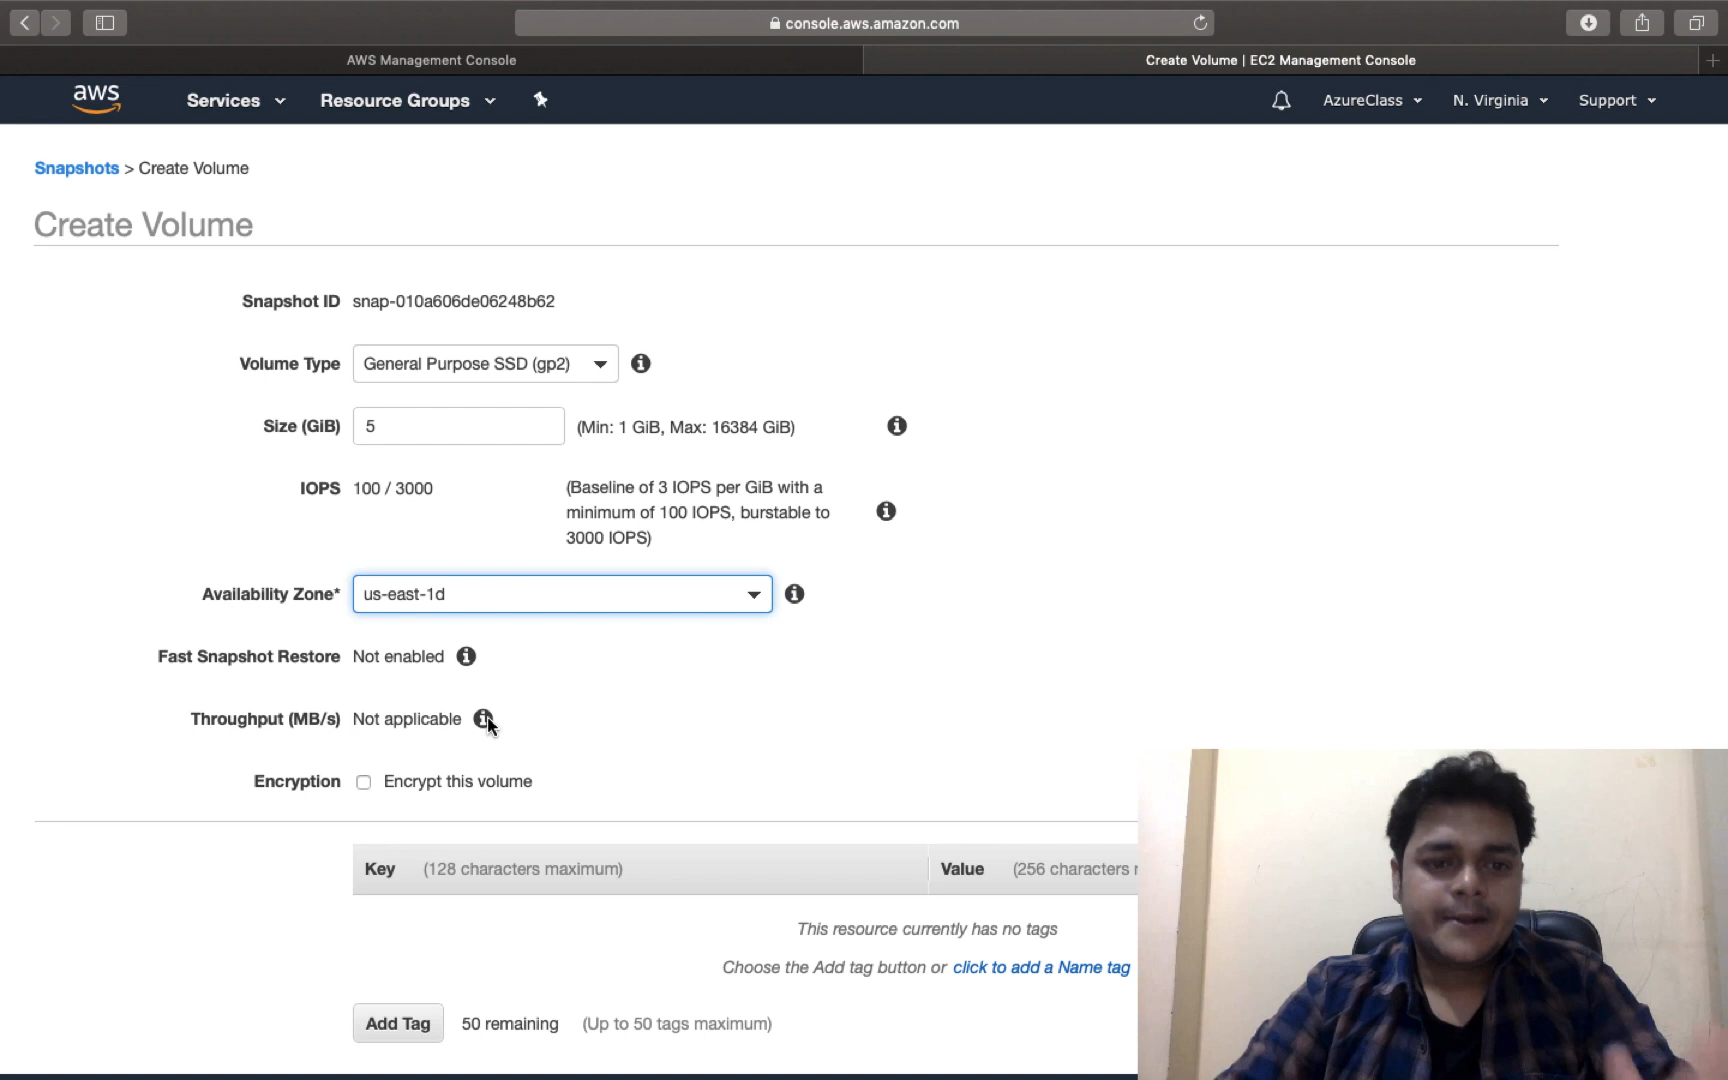 console.aws.amazon.com
AWS Management Console
Create Volume | EC2 Management Console
aws
Services
Resource Groups
AzureClass
N. Virginia
Support
Snapshots > Create Volume
Create Volume
Snapshot ID snap-010a606de06248b62
Volume Type General Purpose SSD (gp2)
Size (GiB) 5 (Min: 1 GiB, Max: 16384 GiB)
IOPS 100 / 3000 (Baseline of 3 IOPS per GiB with a
minimum of 100 IOPS, burstable to
3000 IOPS)
Availability Zone* us-east-1d
Fast Snapshot Restore Not enabled
Throughput (MB/s) Not applicable
Encryption Encrypt this volume
Key (128 characters maximum) Value (256 characters
This resource currently has no tags
Choose the Add tag button or click to add a Name tag
Add Tag 50 remaining (Up to 50 tags maximum)